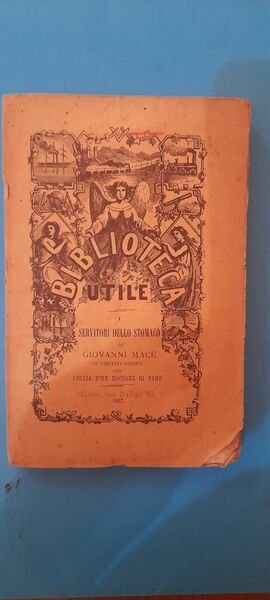 BIBLIOTECA
UTILE
I
SERVITORI DELLO STOMACO
DI
GIOVANNI MACÉ
IN CONTINUAZIONE
alla
STORIA D'UN BOCCONE DI PANE
Milano, via Durini, 29.